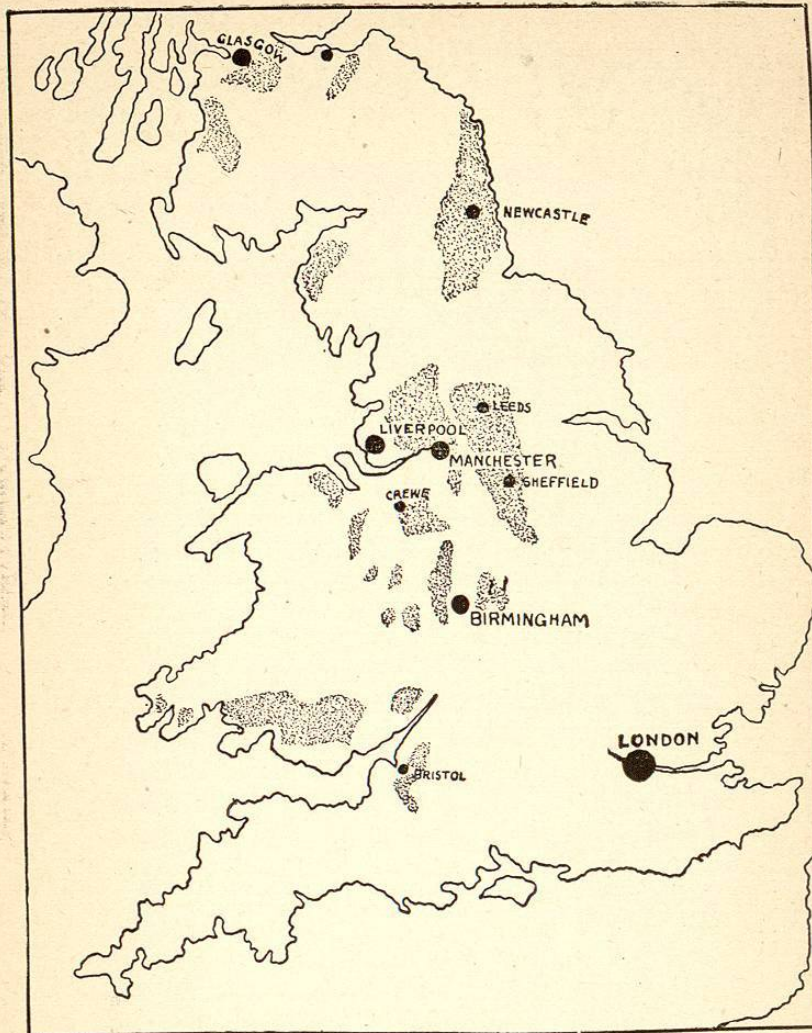 GLASGOW
NEWCASTLE
LEEDS
LIVERPOOL
MANCHESTER
SHEFFIELD
CREWE
BIRMINGHAM
LONDON
BRISTOL